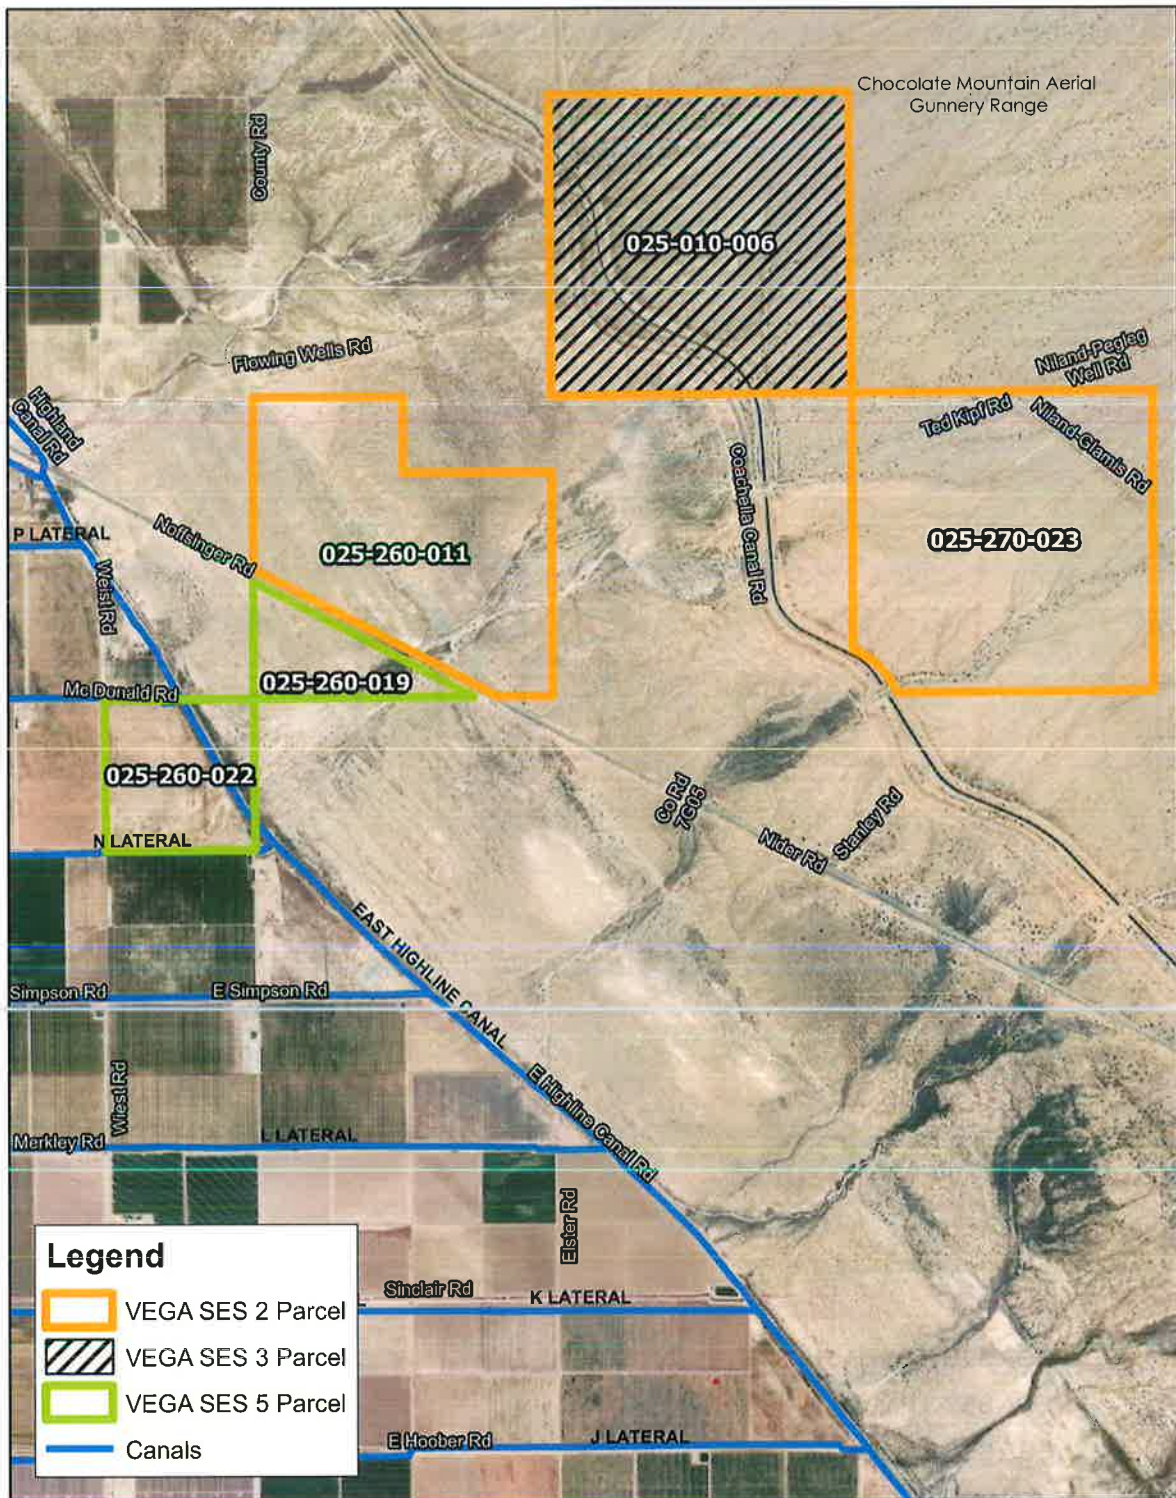 Chocolate Mountain Aerial
Gunnery Range
County Rd
025-010-006
Flowing Wells Rd
Niland-Pegleg
Well Rd
Highland
Canal Rd
Ted Kipf Rd
Niland-Glamis Rd
Coachella Canal Rd
P LATERAL
Noffsinger Rd
025-260-011
025-270-023
Weist Rd
025-260-019
Mc Donald Rd
025-260-022
N LATERAL
Co Rd
7G05
Nider Rd
Stanley Rd
EAST HIGHLINE CANAL
Simpson Rd
E Simpson Rd
Wiest Rd
E Highline Canal Rd
Merkley Rd
L LATERAL
Elster Rd
Sinclair Rd
K LATERAL
E Hoober Rd
J LATERAL
Legend
VEGA SES 2 Parcel
VEGA SES 3 Parcel
VEGA SES 5 Parcel
Canals